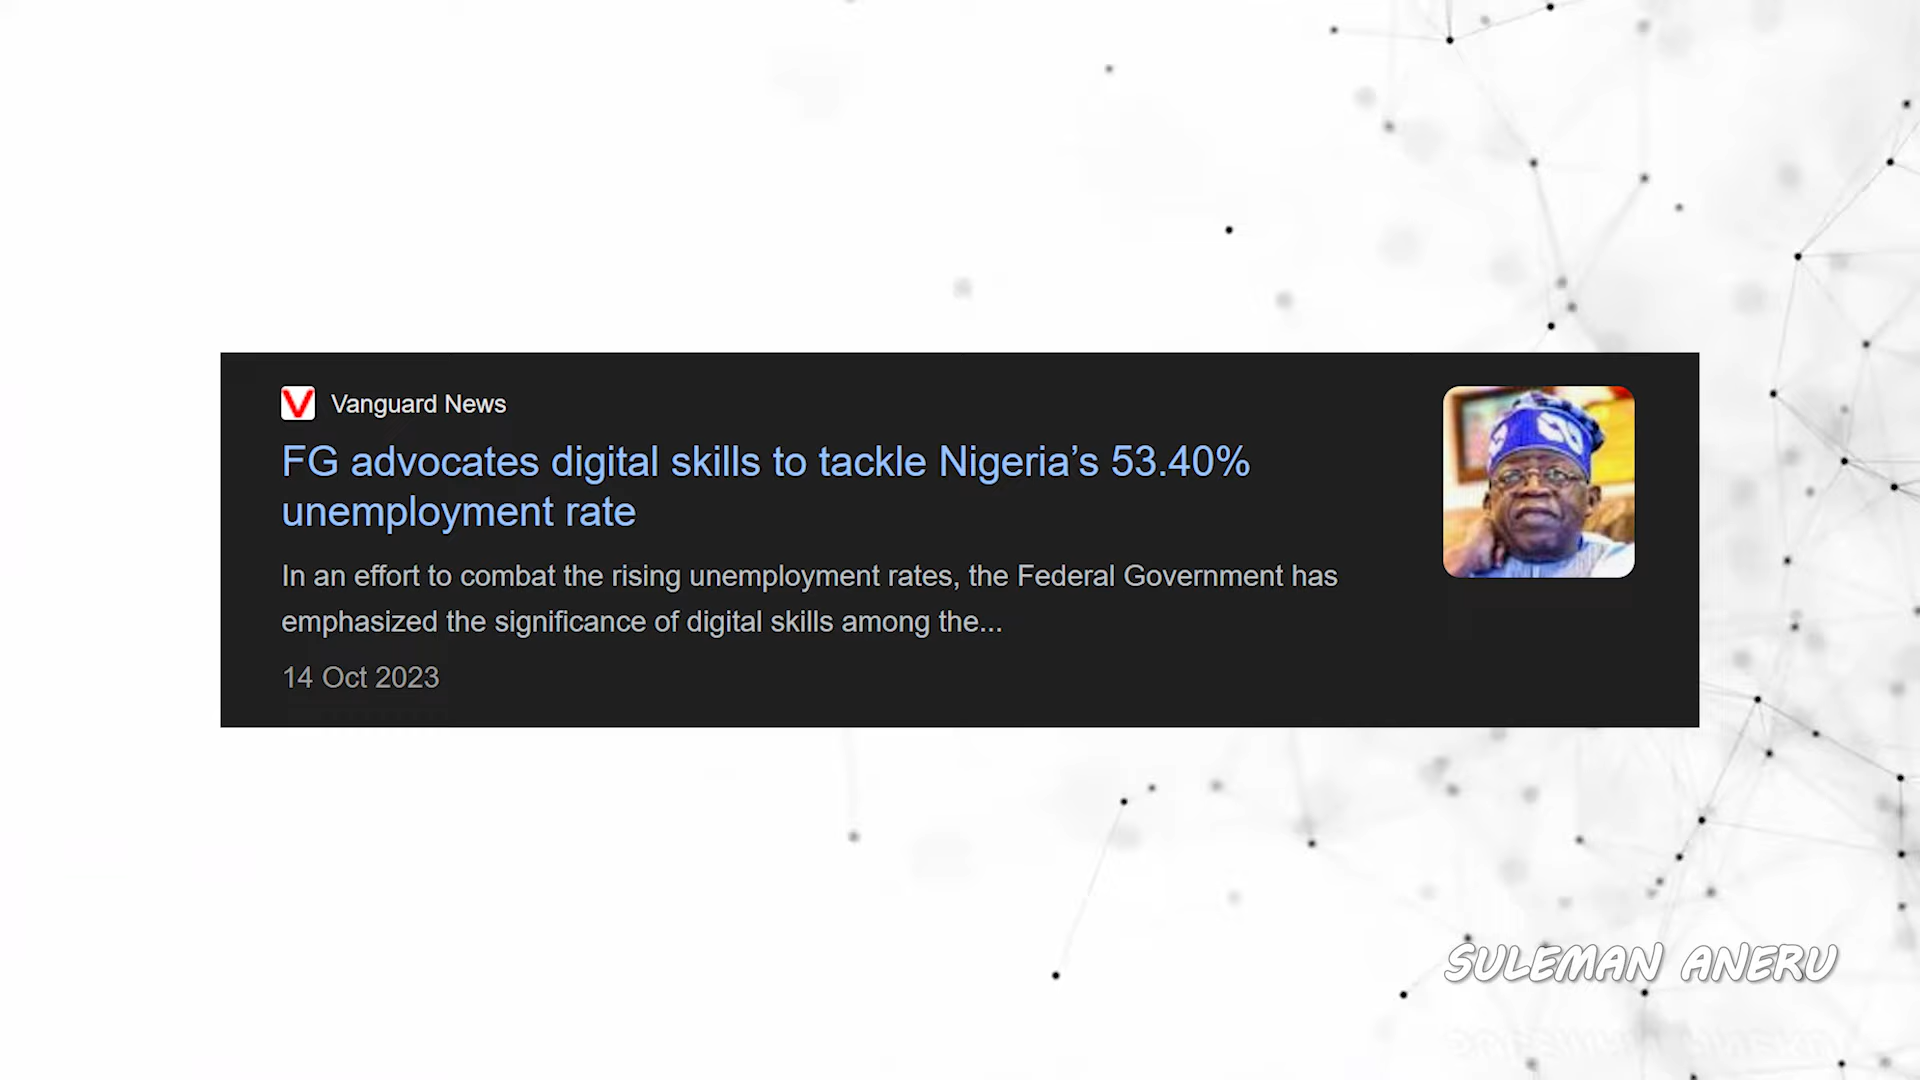 Vanguard News
FG advocates digital skills to tackle Nigeria’s 53.40%
unemployment rate
In an effort to combat the rising unemployment rates, the Federal Government has
emphasized the significance of digital skills among the...
14 Oct 2023
SULEMAN ANERU